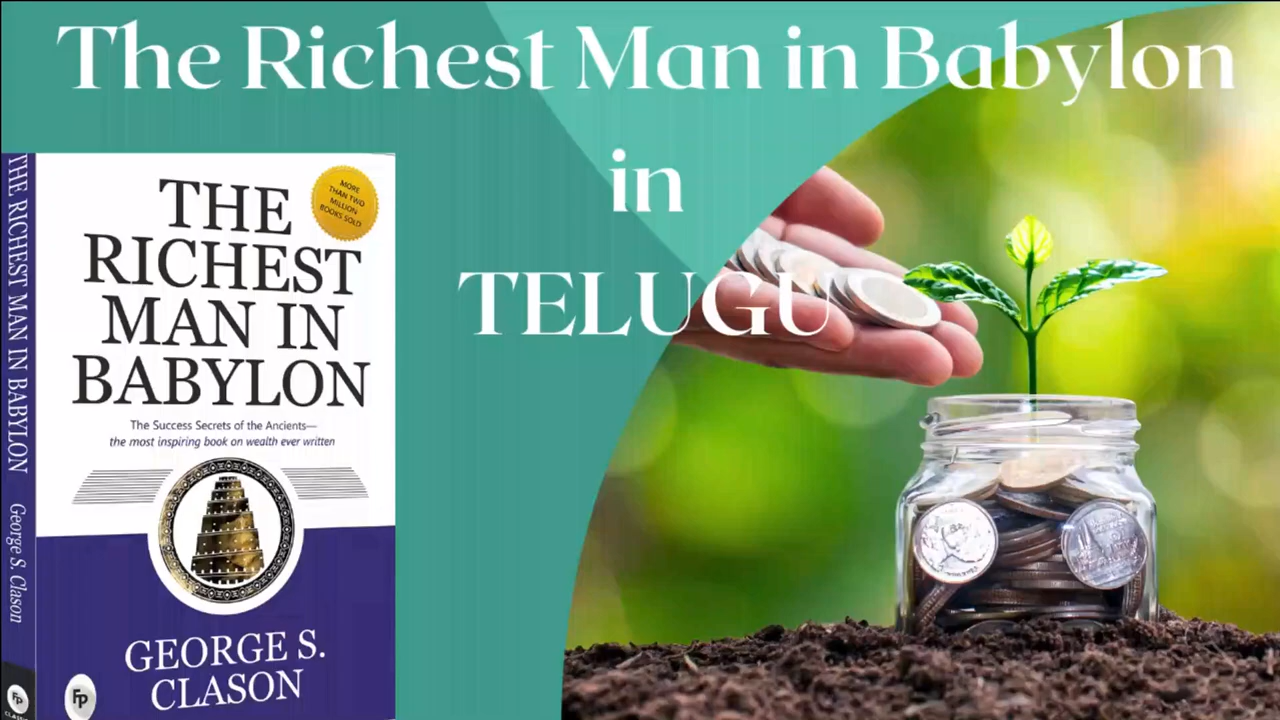 The Richest Man in Babylon
in
TELUGU
THE RICHEST MAN IN BABYLON
George S. Clason
FP
THE
RICHEST
MAN IN
BABYLON
MORE
THAN TWO
MILLION
BOOKS SOLD
The Success Secrets of the Ancients—
the most inspiring book on wealth ever written
GEORGE S.
CLASON
FP